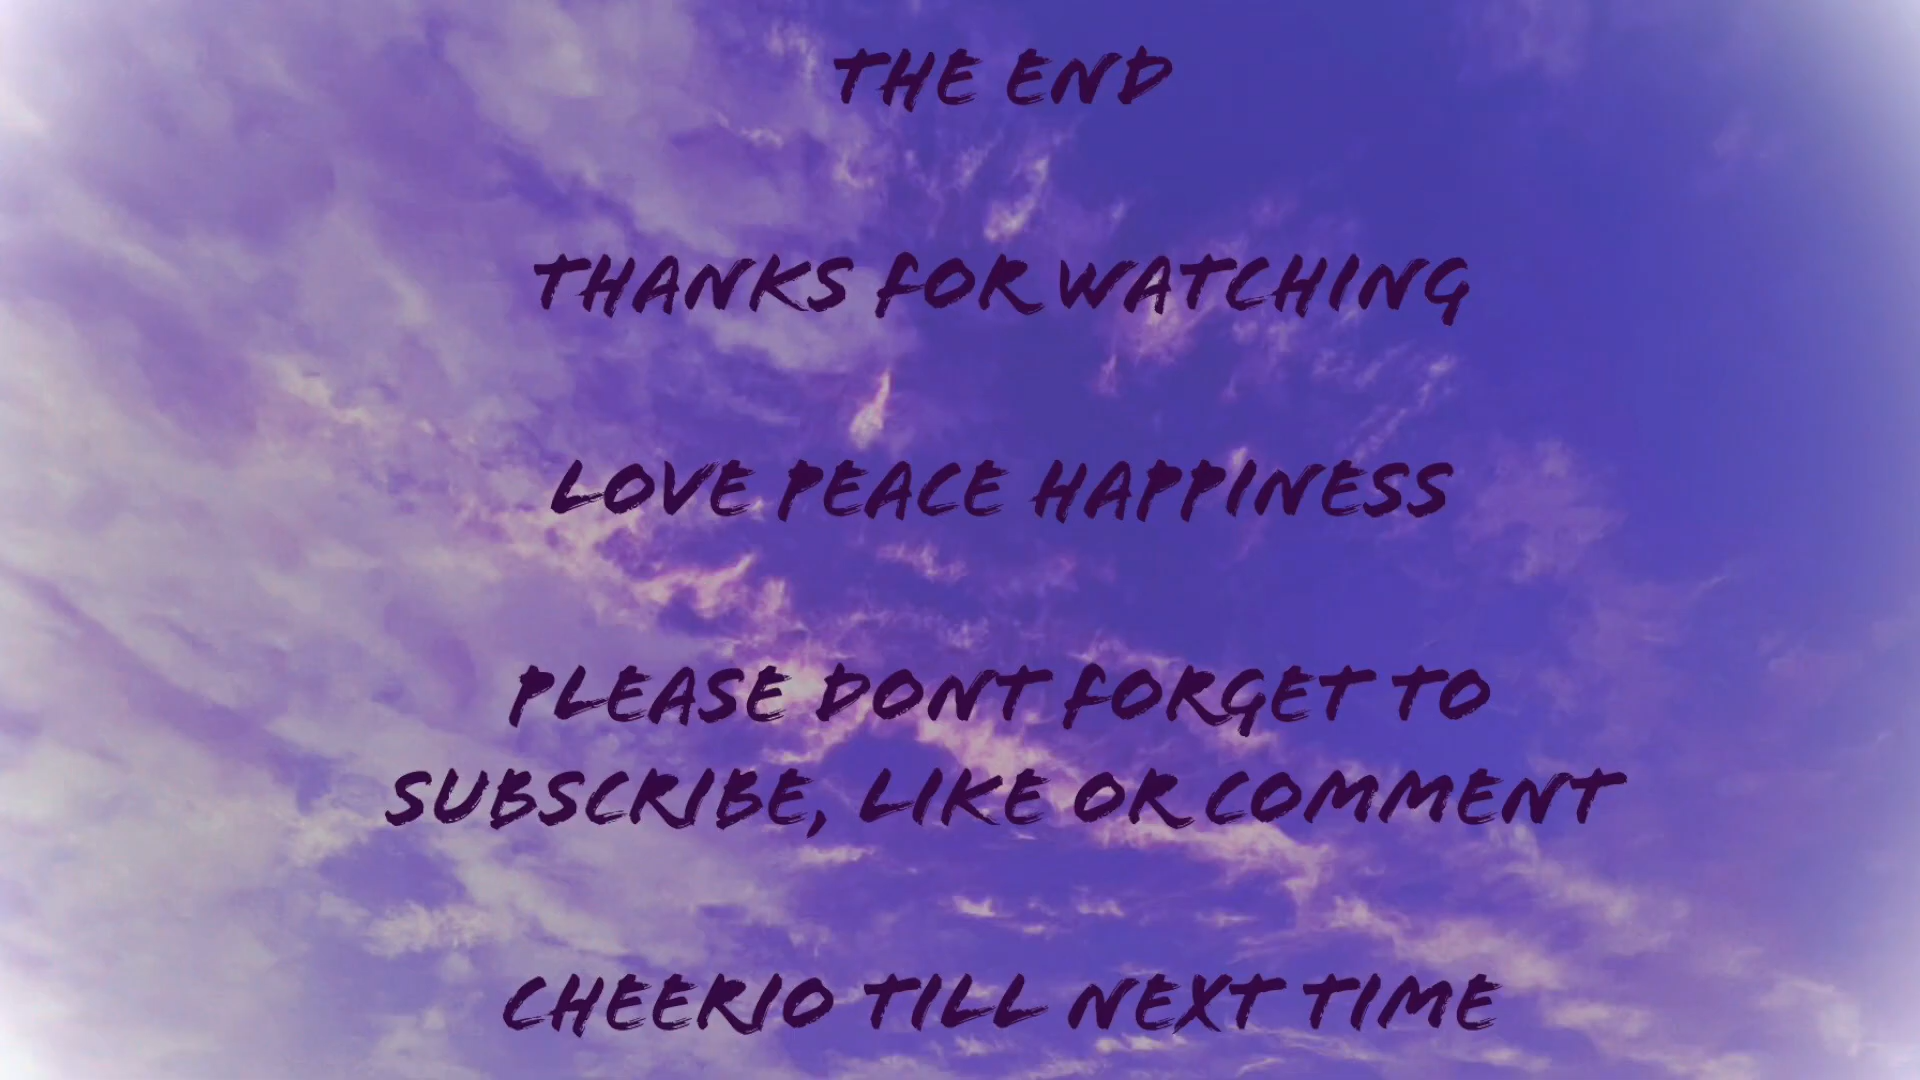 THE END
THANKS FOR WATCHING
LOVE PEACE HAPPINESS
PLEASE DONT FORGET TO
SUBSCRIBE, LIKE OR COMMENT
CHEERIO TILL NEXT TIME